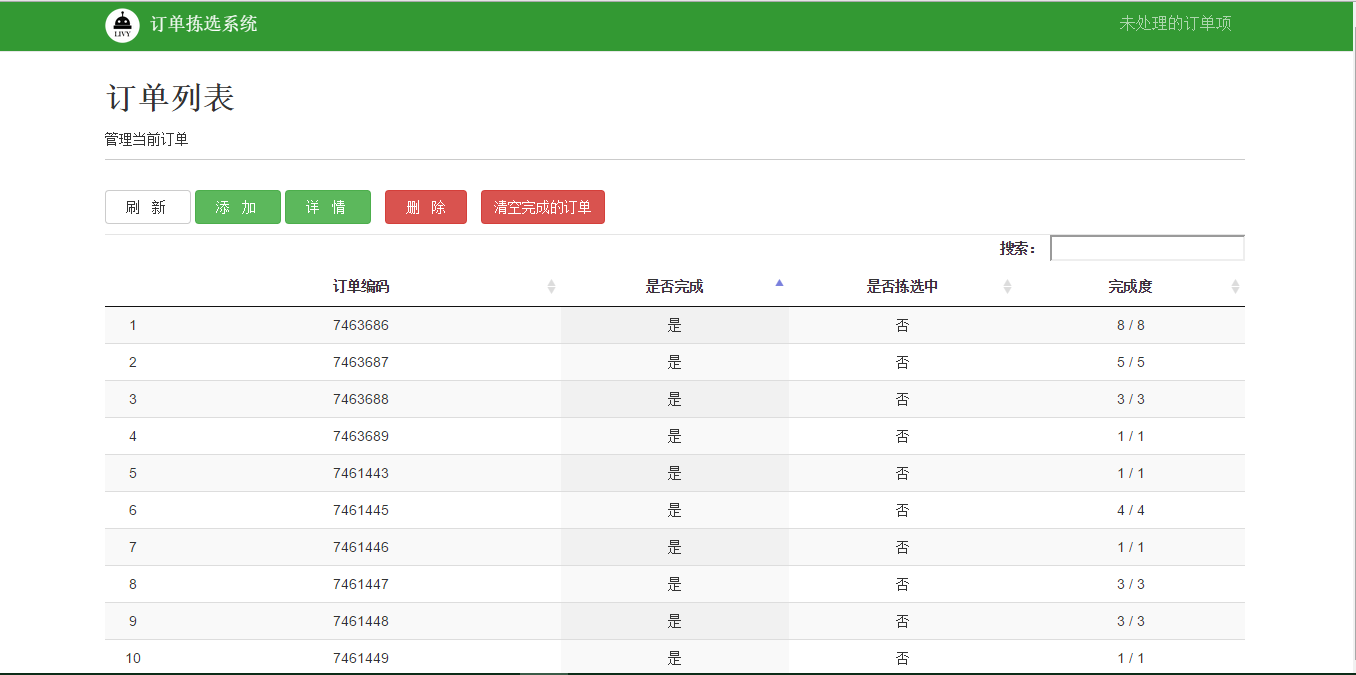 LIVY 订单拣选系统 未处理的订单项
订单列表
管理当前订单
刷 新 添 加 详 情 删 除 清空完成的订单
搜索：
订单编码 是否完成 是否拣选中 完成度
1 7463686 是 否 8 / 8
2 7463687 是 否 5 / 5
3 7463688 是 否 3 / 3
4 7463689 是 否 1 / 1
5 7461443 是 否 1 / 1
6 7461445 是 否 4 / 4
7 7461446 是 否 1 / 1
8 7461447 是 否 3 / 3
9 7461448 是 否 3 / 3
10 7461449 是 否 1 / 1